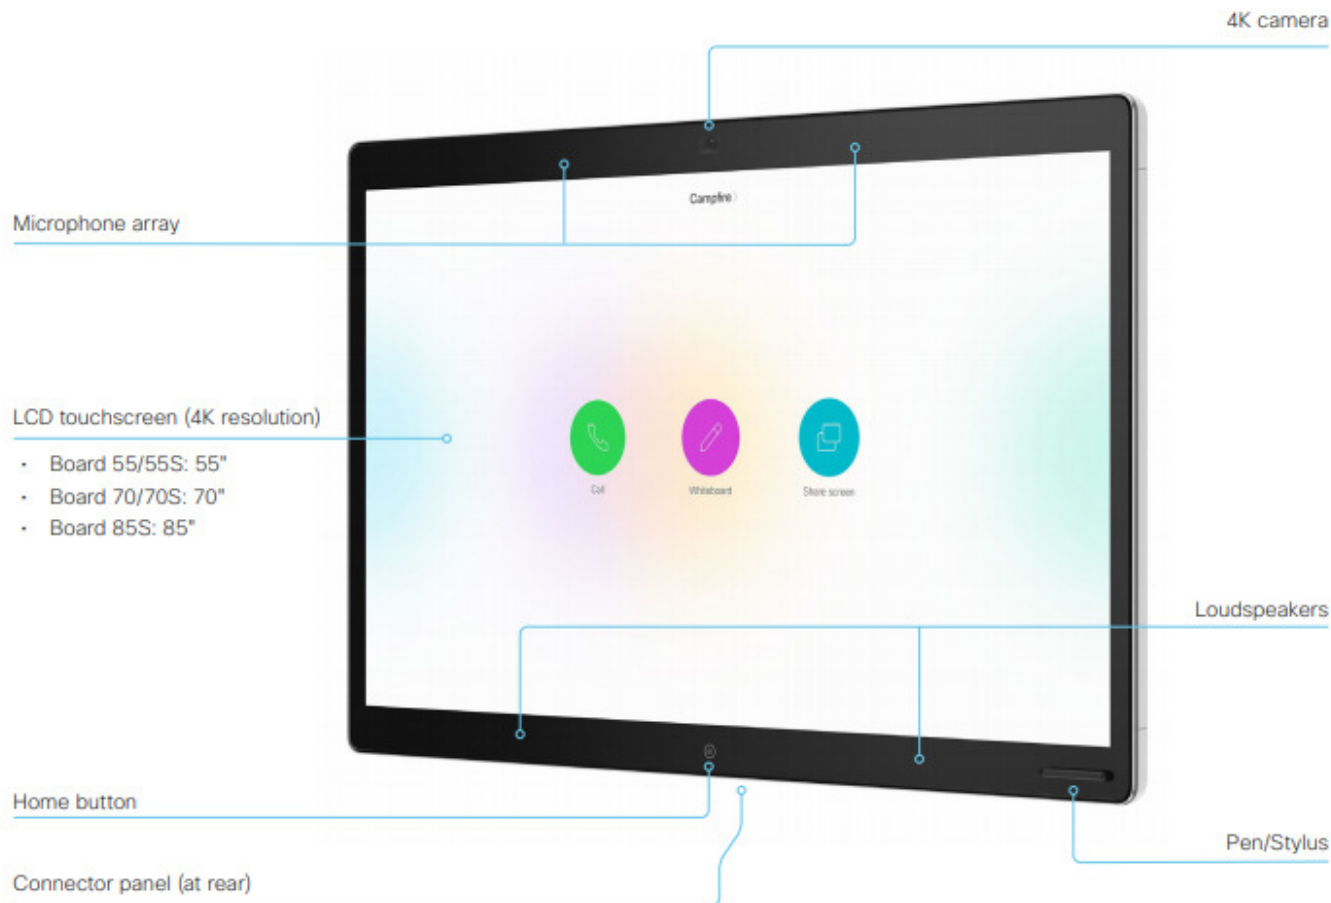 4K camera
Campfire
Microphone array
LCD touchscreen (4K resolution)
• Board 55/55S: 55"
• Board 70/70S: 70"
• Board 85S: 85"
Call
Whiteboard
Share screen
Loudspeakers
Home button
Pen/Stylus
Connector panel (at rear)